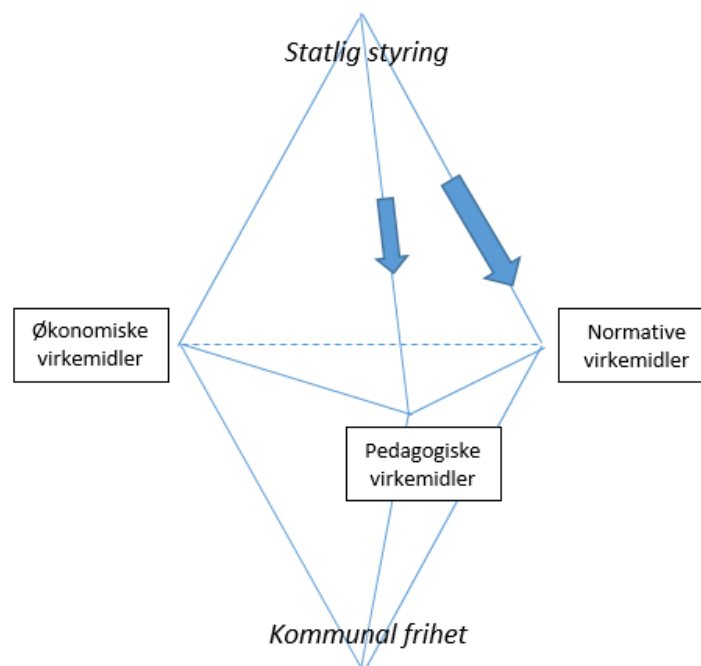 Statlig styring
Økonomiske
virkemidler
Normative
virkemidler
Pedagogiske
virkemidler
Kommunal frihet